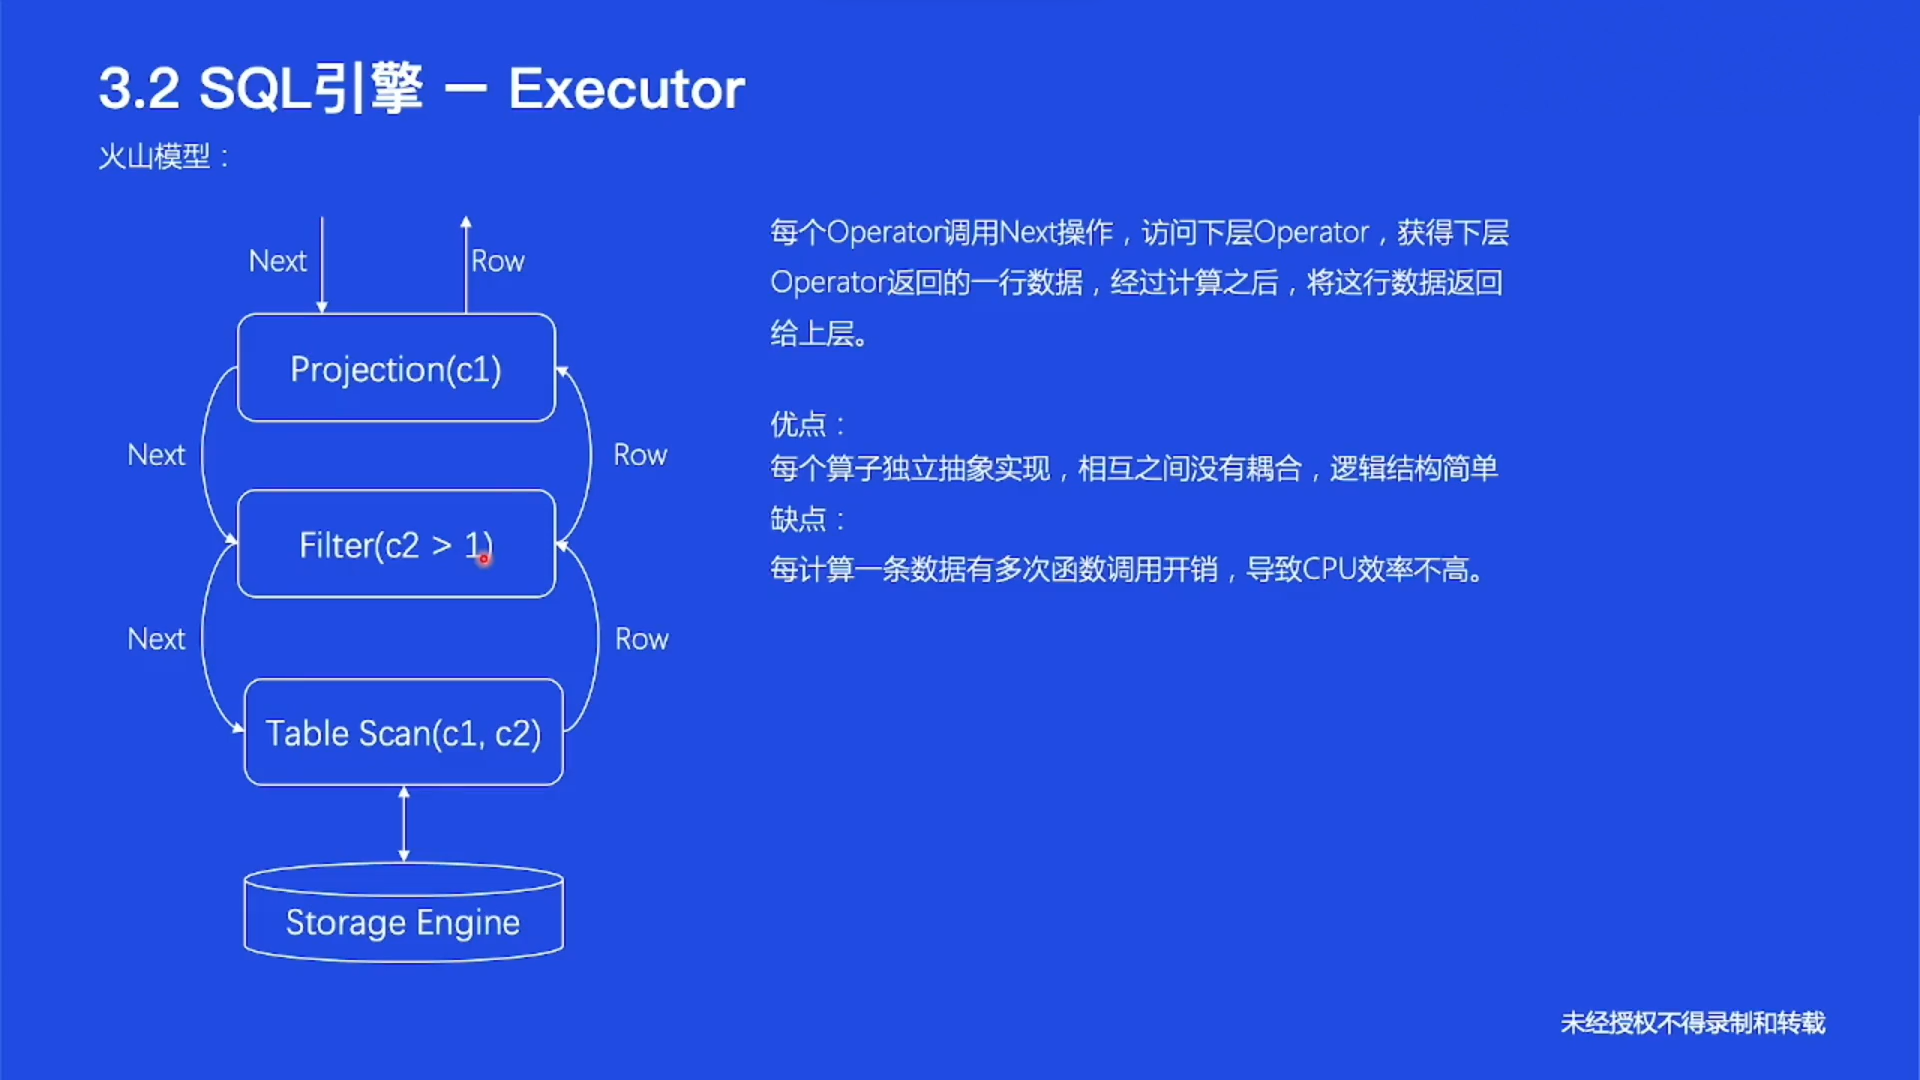 3.2 SQL引擎 — Executor
火山模型：
Next
Row
Projection(c1)
Next
Row
Filter(c2 > 1)
Next
Row
Table Scan(c1, c2)
Storage Engine
每个Operator调用Next操作，访问下层Operator，获得下层
Operator返回的一行数据，经过计算之后，将这行数据返回
给上层。
优点：
每个算子独立抽象实现，相互之间没有耦合，逻辑结构简单
缺点：
每计算一条数据有多次函数调用开销，导致CPU效率不高。
未经授权不得录制和转载